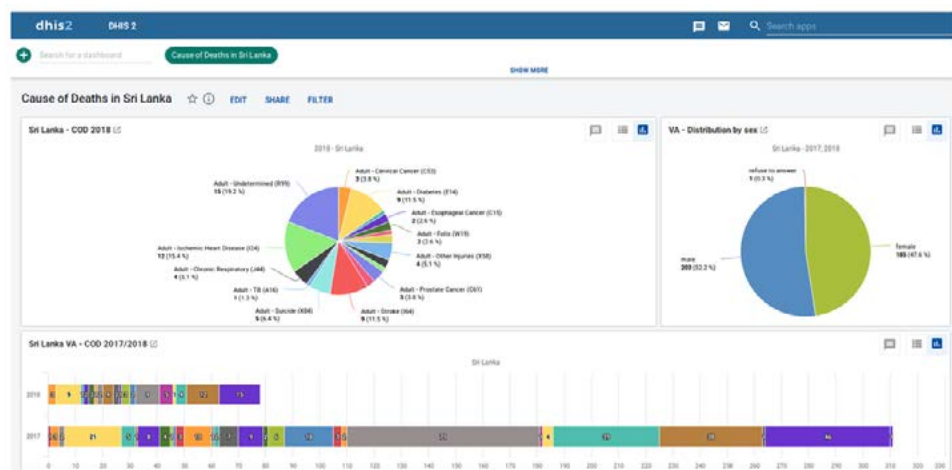 dhis2 DHIS 2 Search apps
Search for a dashboard Cause of Deaths in Sri Lanka
SHOW MORE
Cause of Deaths in Sri Lanka EDIT SHARE FILTER
Sri Lanka - COD 2018
2018 - Sri Lanka
Adult - Cervical Cancer (C53)
3 (3.8 %)
Adult - Diabetes (E14)
9 (11.5 %)
Adult - Esophageal Cancer (C15)
2 (2.6 %)
Adult - Falls (W19)
2 (2.6 %)
Adult - Other Injuries (X58)
4 (5.1 %)
Adult - Prostate Cancer (C61)
3 (3.8 %)
Adult - Stroke (I64)
9 (11.5 %)
Adult - Suicide (X84)
5 (6.4 %)
Adult - TB (A16)
1 (1.3 %)
Adult - Chronic Respiratory (J44)
4 (5.1 %)
Adult - Ischemic Heart Disease (I24)
12 (15.4 %)
Adult - Undetermined (R99)
15 (19.2 %)
VA - Distribution by sex
Sri Lanka - 2017, 2018
refuse to answer
1 (0.3 %)
female
185 (47.6 %)
male
203 (52.2 %)
Sri Lanka VA - COD 2017/2018
Sri Lanka
2018
2017
0 10 20 30 40 50 60 70 80 90 100 110 120 130 140 150 160 170 180 190 200 210 220 230 240 250 260 270 280 290 300 310 320